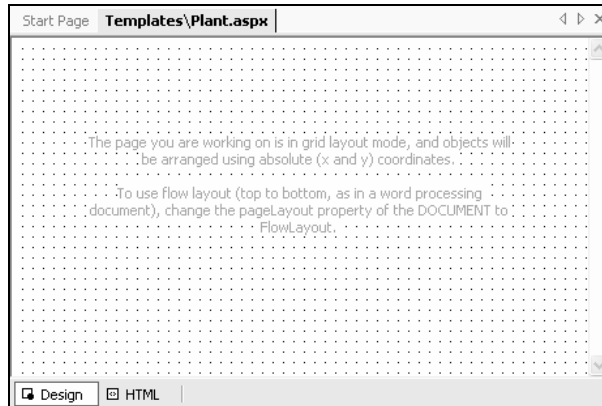 Start Page Templates\Plant.aspx
The page you are working on is in grid layout mode, and objects will
be arranged using absolute (x and y) coordinates.
To use flow layout (top to bottom, as in a word processing
document), change the pageLayout property of the DOCUMENT to
FlowLayout.
Design HTML